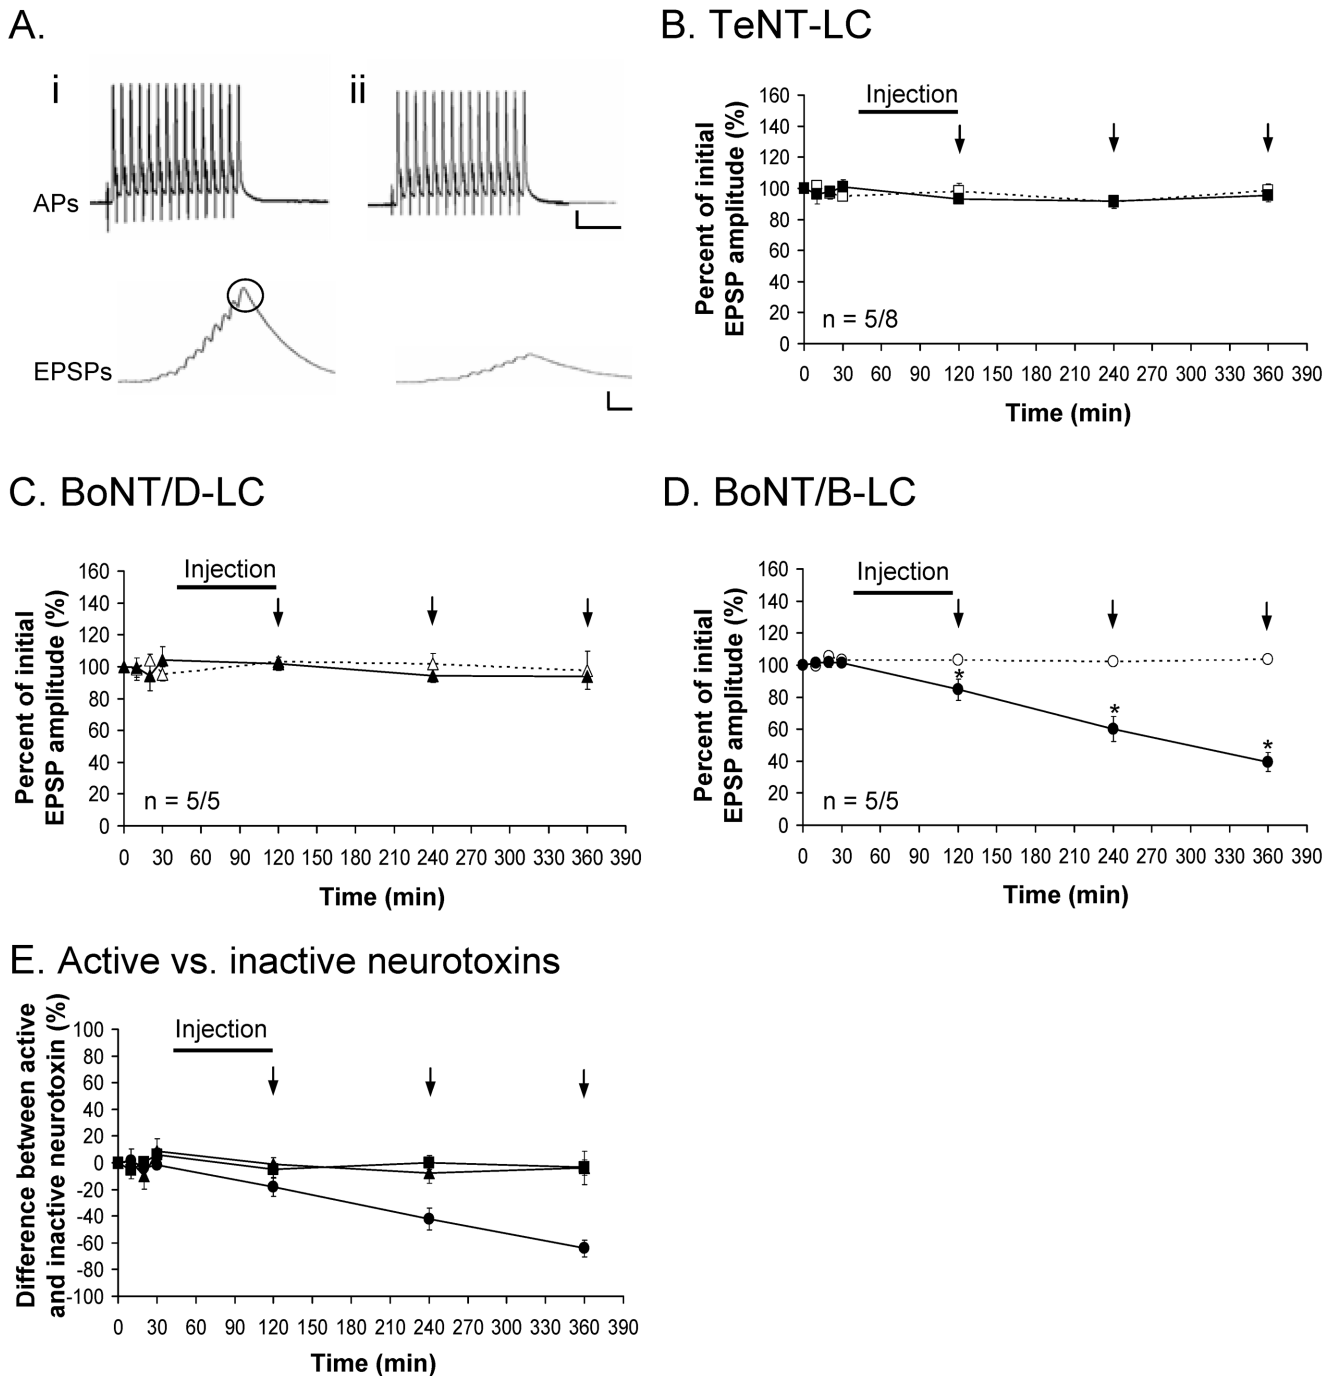 A.
i
ii
APs
EPSPs
B. TeNT-LC
Injection
Percent of initial
EPSP amplitude (%)
160
140
120
100
80
60
40
20
0
n = 5/8
0 30 60 90 120 150 180 210 240 270 300 330 360 390
Time (min)
C. BoNT/D-LC
Injection
Percent of initial
EPSP amplitude (%)
160
140
120
100
80
60
40
20
0
n = 5/5
0 30 60 90 120 150 180 210 240 270 300 330 360 390
Time (min)
D. BoNT/B-LC
Injection
Percent of initial
EPSP amplitude (%)
160
140
120
100
80
60
40
20
0
*
*
*
n = 5/5
0 30 60 90 120 150 180 210 240 270 300 330 360 390
Time (min)
E. Active vs. inactive neurotoxins
Injection
Difference between active
and inactive neurotoxin (%)
100
80
60
40
20
0
-20
-40
-60
-80
-100
0 30 60 90 120 150 180 210 240 270 300 330 360 390
Time (min)